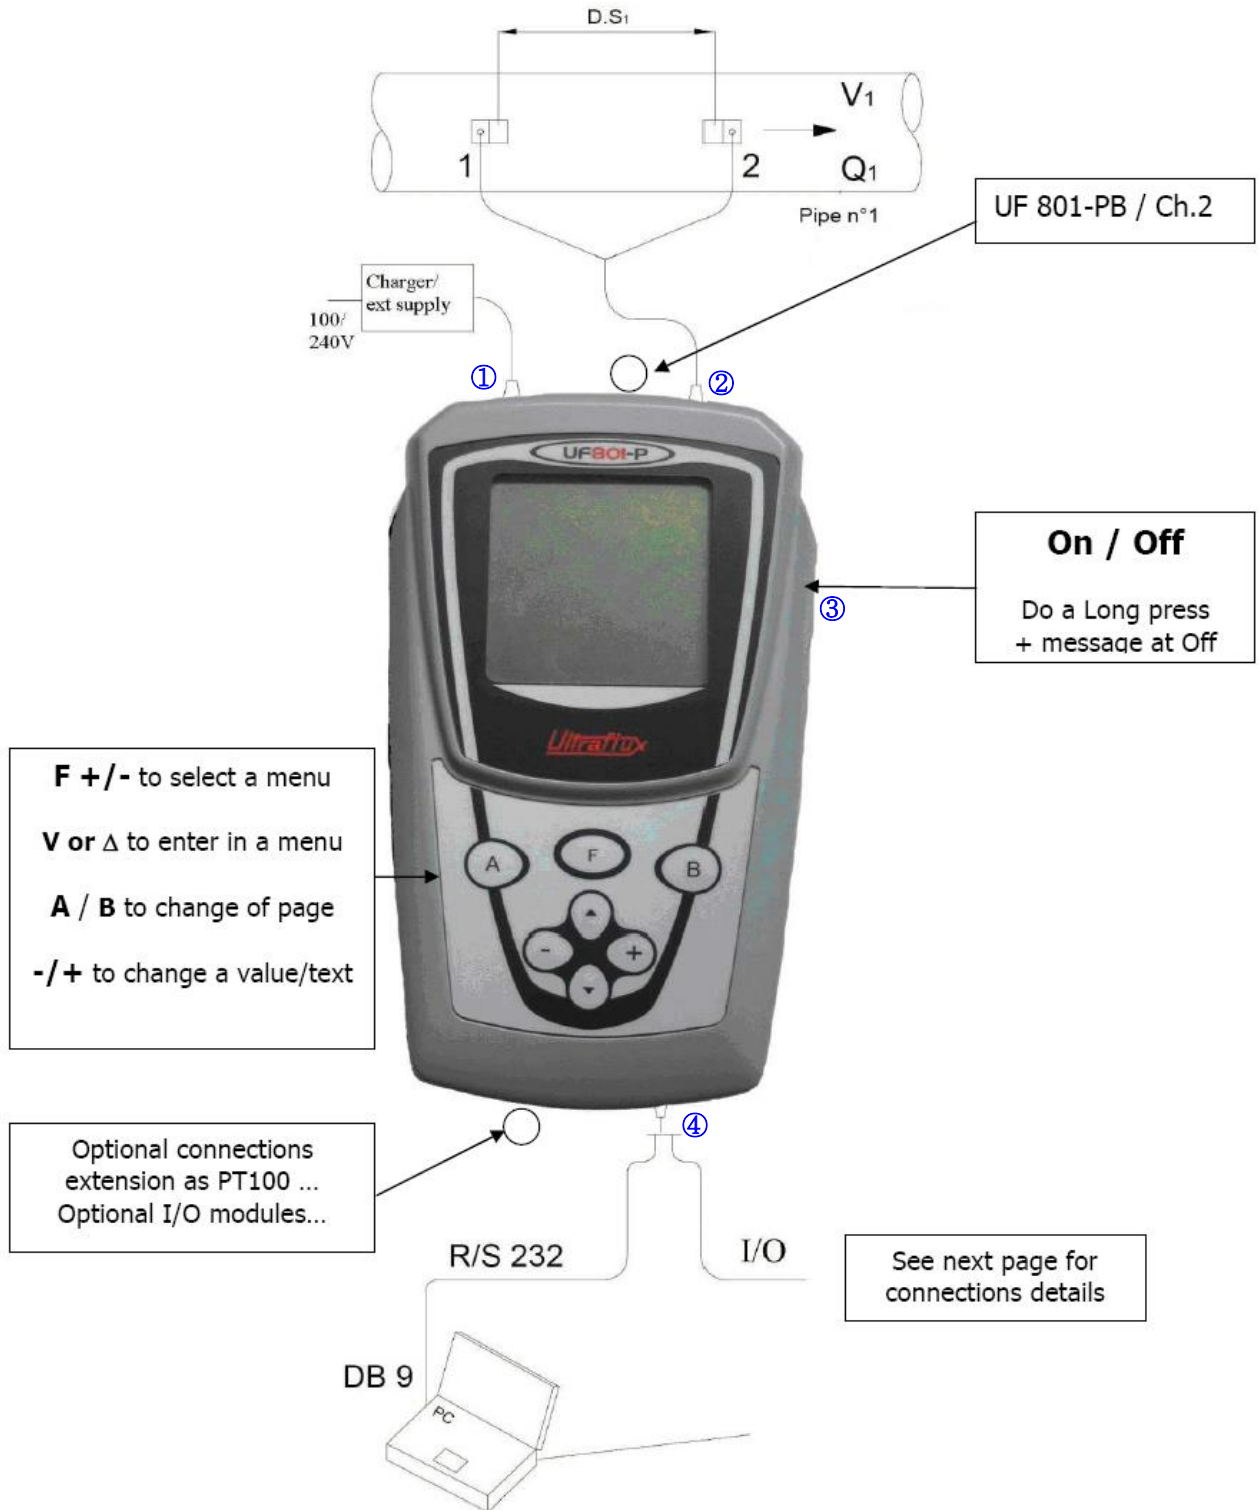 D.S1
V1
1
2
Q1
Pipe n°1
UF 801-PB / Ch.2
Charger/
ext supply
100/
240V
①
②
UF801-P
On / Off
Do a Long press
+ message at Off
③
Ultraflux
F +/- to select a menu
V or Δ to enter in a menu
A / B to change of page
-/+ to change a value/text
A
F
B
-
+
④
Optional connections
extension as PT100 ...
Optional I/O modules...
R/S 232
I/O
See next page for
connections details
DB 9
PC